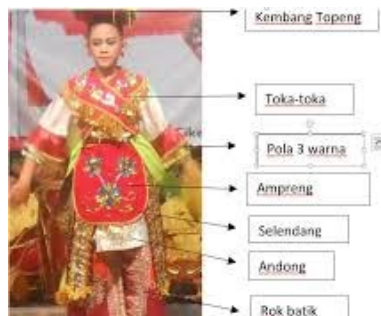 Kembang Topeng
Toka-toka
Pola 3 warna
Ampreng
Selendang
Andong
Rok batik